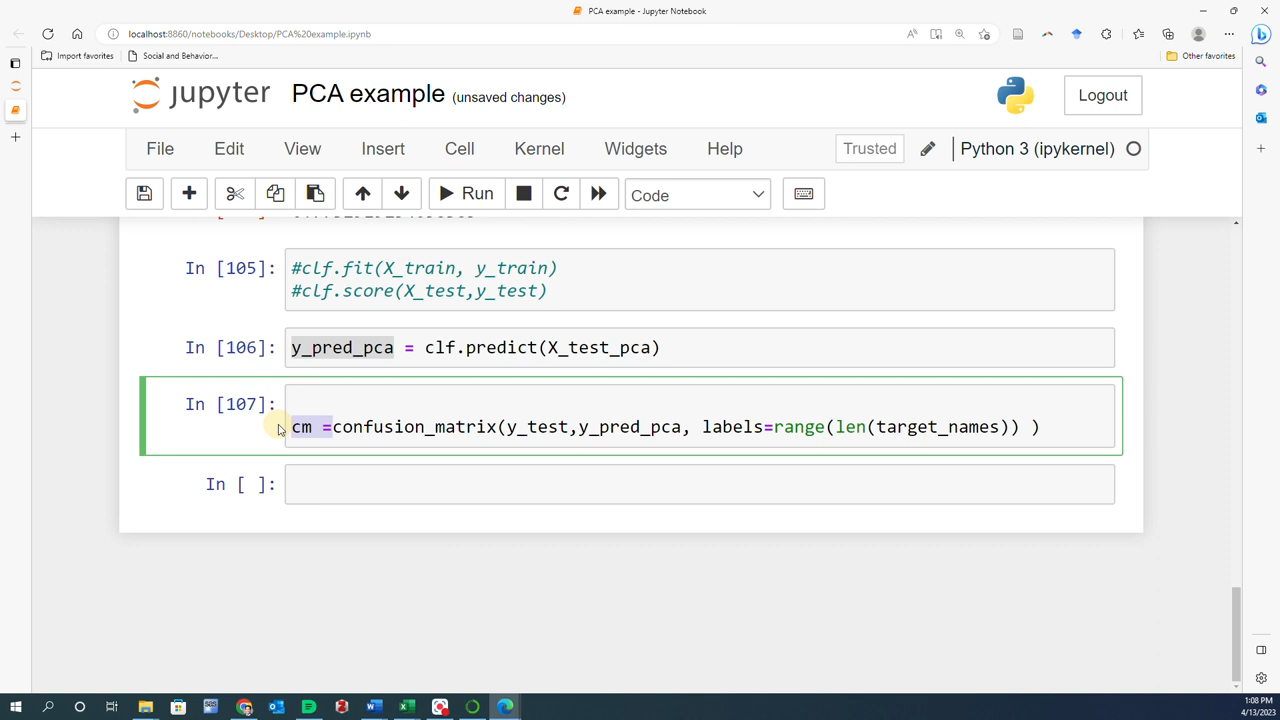 PCA example - Jupyter Notebook
localhost:8860/notebooks/Desktop/PCA%20example.ipynb
Import favorites
Social and Behavior...
Other favorites
jupyter PCA example (unsaved changes)
Logout
File Edit View Insert Cell Kernel Widgets Help
Trusted
Python 3 (ipykernel)
Run
Code
In [105]:
#clf.fit(X_train, y_train)
#clf.score(X_test,y_test)
In [106]:
y_pred_pca = clf.predict(X_test_pca)
In [107]:
cm =confusion_matrix(y_test,y_pred_pca, labels=range(len(target_names)) )
In [ ]:
1:08 PM
4/13/2023